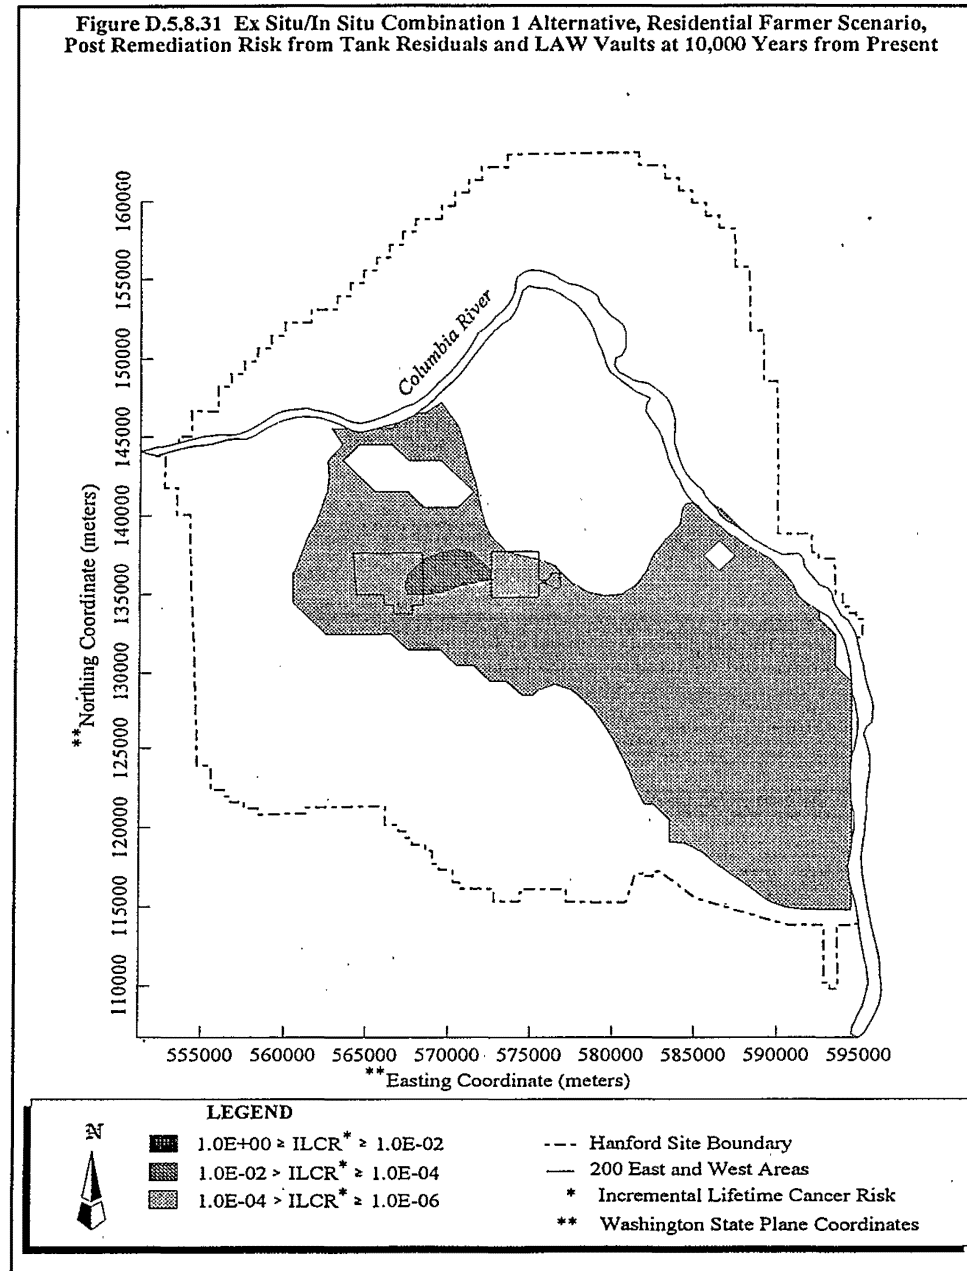 Figure D.5.8.31 Ex Situ/In Situ Combination 1 Alternative, Residential Farmer Scenario,
Post Remediation Risk from Tank Residuals and LAW Vaults at 10,000 Years from Present
**Northing Coordinate (meters)
160000
155000
150000
145000
140000
135000
130000
125000
120000
115000
110000
Columbia River
555000 560000 565000 570000 575000 580000 585000 590000 595000
**Easting Coordinate (meters)
LEGEND
N
1.0E+00 ≥ ILCR* ≥ 1.0E-02
1.0E-02 > ILCR* ≥ 1.0E-04
1.0E-04 > ILCR* ≥ 1.0E-06
Hanford Site Boundary
200 East and West Areas
* Incremental Lifetime Cancer Risk
** Washington State Plane Coordinates